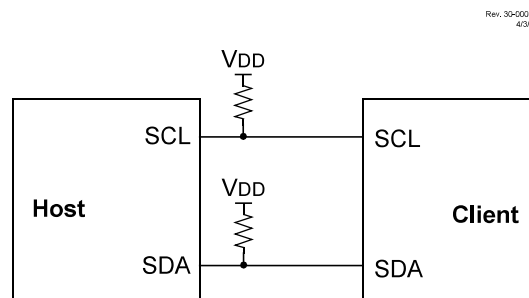 Rev. 30-000
4/3/
VDD
SCL
SCL
Host
VDD
Client
SDA
SDA